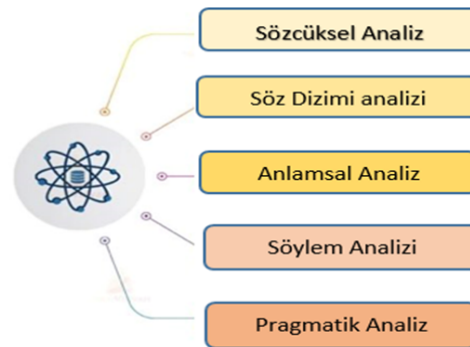 Sözcüksel Analiz
Söz Dizimi analizi
Anlamsal Analiz
Söylem Analizi
Pragmatik Analiz